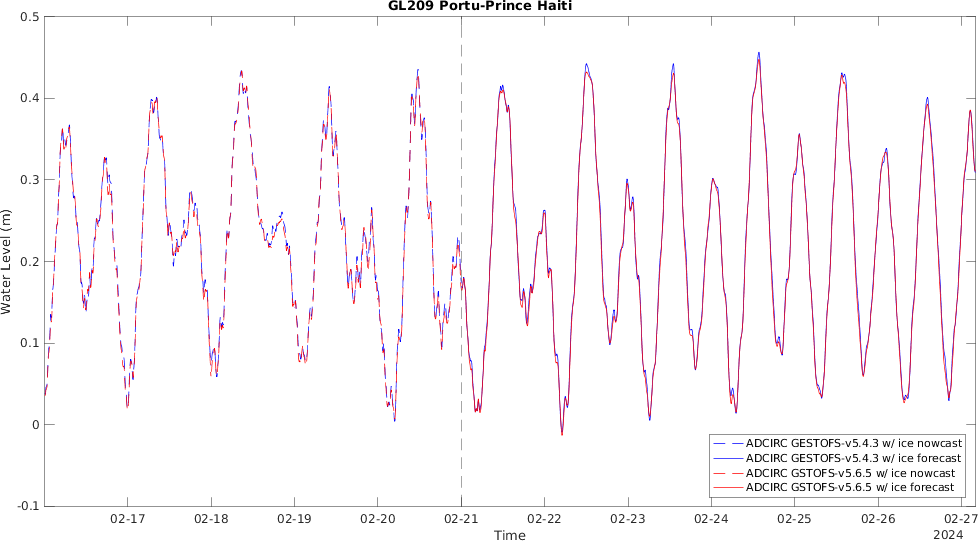 GL209 Portu-Prince Haiti
Water Level (m)
0.5
0.4
0.3
0.2
0.1
0
-0.1
ADCIRC GESTOFS-v5.4.3 w/ ice nowcast
ADCIRC GESTOFS-v5.4.3 w/ ice forecast
ADCIRC GSTOFS-v5.6.5 w/ ice nowcast
ADCIRC GSTOFS-v5.6.5 w/ ice forecast
02-17 02-18 02-19 02-20 02-21 02-22 02-23 02-24 02-25 02-26 02-27
Time
2024